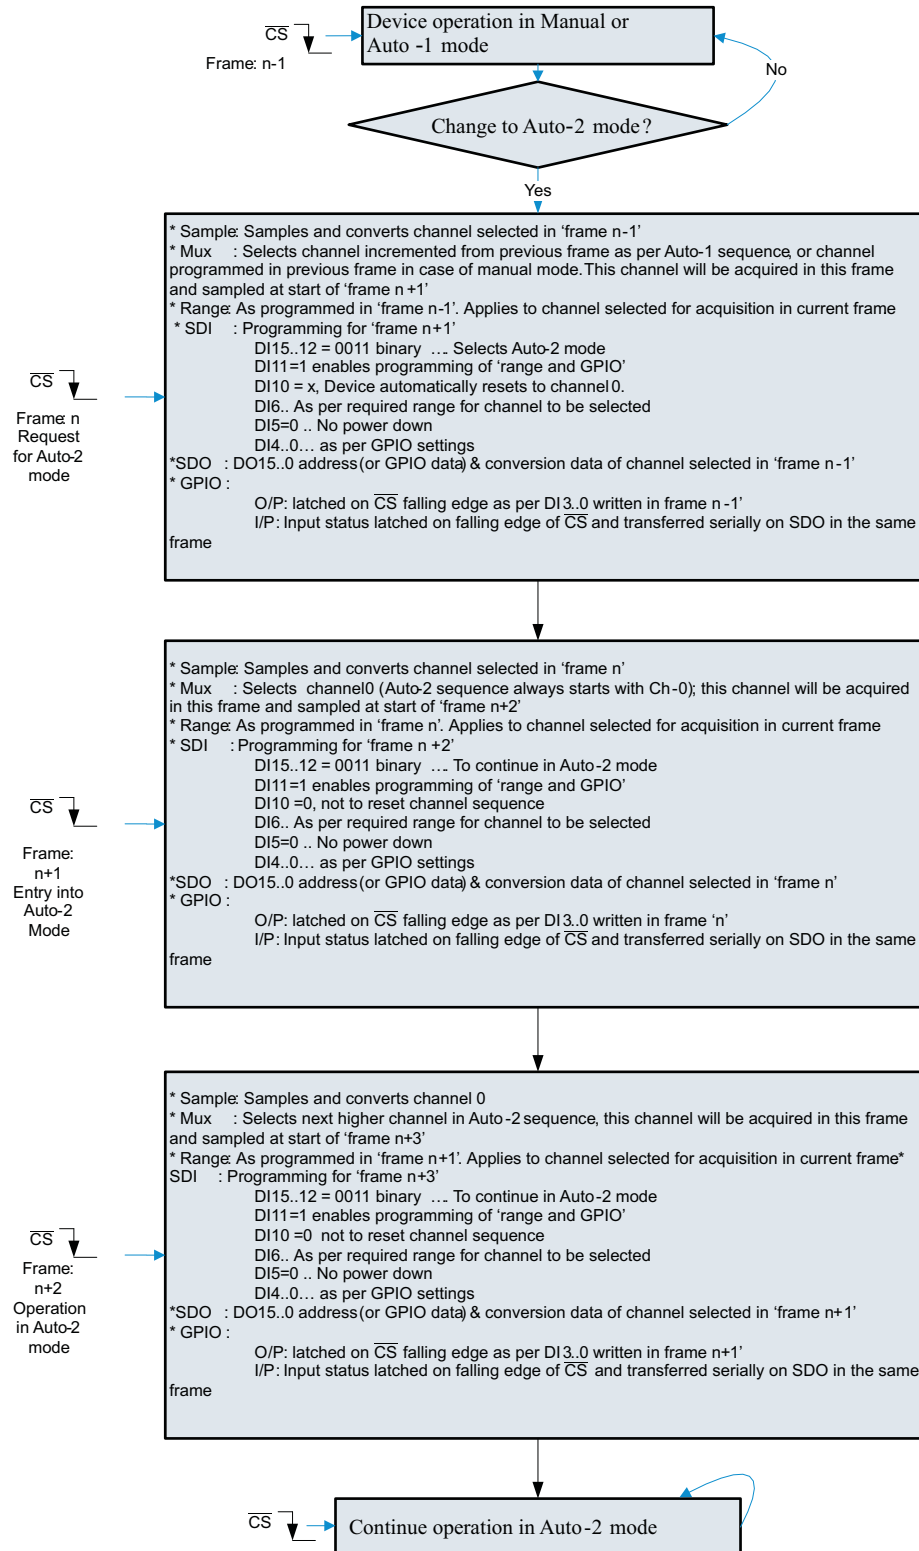 Device operation in Manual or
Auto -1 mode
CS
Frame: n-1
No
Change to Auto-2 mode?
Yes
* Sample: Samples and converts channel selected in ‘frame n-1’
* Mux : Selects channel incremented from previous frame as per Auto-1 sequence, or channel
programmed in previous frame in case of manual mode. This channel will be acquired in this frame
and sampled at start of ‘frame n+1’
* Range: As programmed in ‘frame n-1’. Applies to channel selected for acquisition in current frame
* SDI : Programming for ‘frame n+1’
DI15..12 = 0011 binary …. Selects Auto-2 mode
DI11=1 enables programming of ‘range and GPIO’
DI10 = x, Device automatically resets to channel 0.
DI6.. As per required range for channel to be selected
DI5=0 .. No power down
DI4..0… as per GPIO settings
*SDO : DO15..0 address (or GPIO data) & conversion data of channel selected in ‘frame n-1’
* GPIO :
O/P: latched on CS falling edge as per DI3..0 written in frame n-1’
I/P: Input status latched on falling edge of CS and transferred serially on SDO in the same
frame
CS
Frame: n
Request
for Auto-2
mode
* Sample: Samples and converts channel selected in ‘frame n’
* Mux : Selects channel0 (Auto-2 sequence always starts with Ch-0); this channel will be acquired
in this frame and sampled at start of ‘frame n+2’
* Range: As programmed in ‘frame n’. Applies to channel selected for acquisition in current frame
* SDI : Programming for ‘frame n+2’
DI15..12 = 0011 binary …. To continue in Auto-2 mode
DI11=1 enables programming of ‘range and GPIO’
DI10 =0, not to reset channel sequence
DI6.. As per required range for channel to be selected
DI5=0 .. No power down
DI4..0… as per GPIO settings
*SDO : DO15..0 address (or GPIO data) & conversion data of channel selected in ‘frame n’
* GPIO :
O/P: latched on CS falling edge as per DI3..0 written in frame ‘n’
I/P: Input status latched on falling edge of CS and transferred serially on SDO in the same
frame
CS
Frame:
n+1
Entry into
Auto-2
Mode
* Sample: Samples and converts channel 0
* Mux : Selects next higher channel in Auto-2 sequence, this channel will be acquired in this frame
and sampled at start of ‘frame n+3’
* Range: As programmed in ‘frame n+1’. Applies to channel selected for acquisition in current frame*
SDI : Programming for ‘frame n+3’
DI15..12 = 0011 binary …. To continue in Auto-2 mode
DI11=1 enables programming of ‘range and GPIO’
DI10 =0 not to reset channel sequence
DI6.. As per required range for channel to be selected
DI5=0 .. No power down
DI4..0… as per GPIO settings
*SDO : DO15..0 address (or GPIO data) & conversion data of channel selected in ‘frame n+1’
* GPIO :
O/P: latched on CS falling edge as per DI3..0 written in frame n+1’
I/P: Input status latched on falling edge of CS and transferred serially on SDO in the same
frame
CS
Frame:
n+2
Operation
in Auto-2
mode
CS
Continue operation in Auto-2 mode